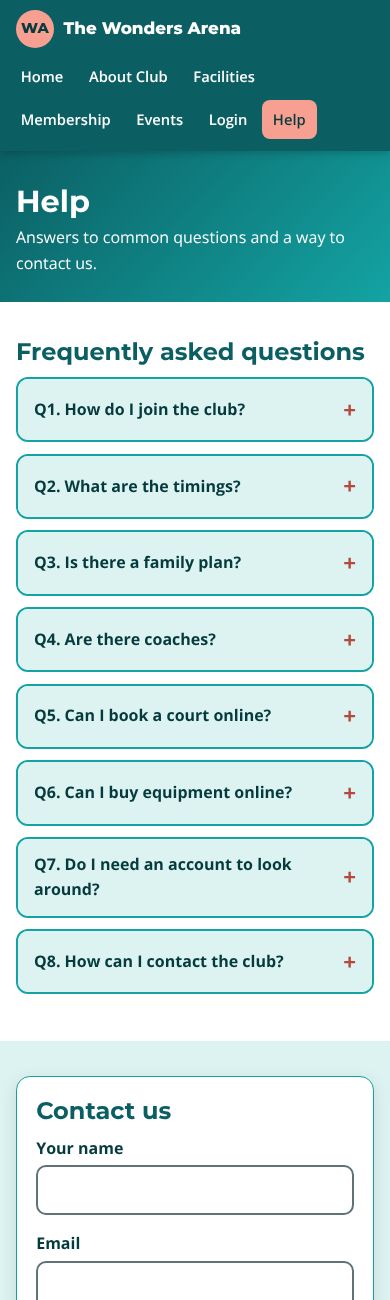 WA The Wonders Arena
Home About Club Facilities
Membership Events Login Help
Help
Answers to common questions and a way to
contact us.
Frequently asked questions
Q1. How do I join the club? +
Q2. What are the timings? +
Q3. Is there a family plan? +
Q4. Are there coaches? +
Q5. Can I book a court online? +
Q6. Can I buy equipment online? +
Q7. Do I need an account to look
around? +
Q8. How can I contact the club? +
Contact us
Your name
Email